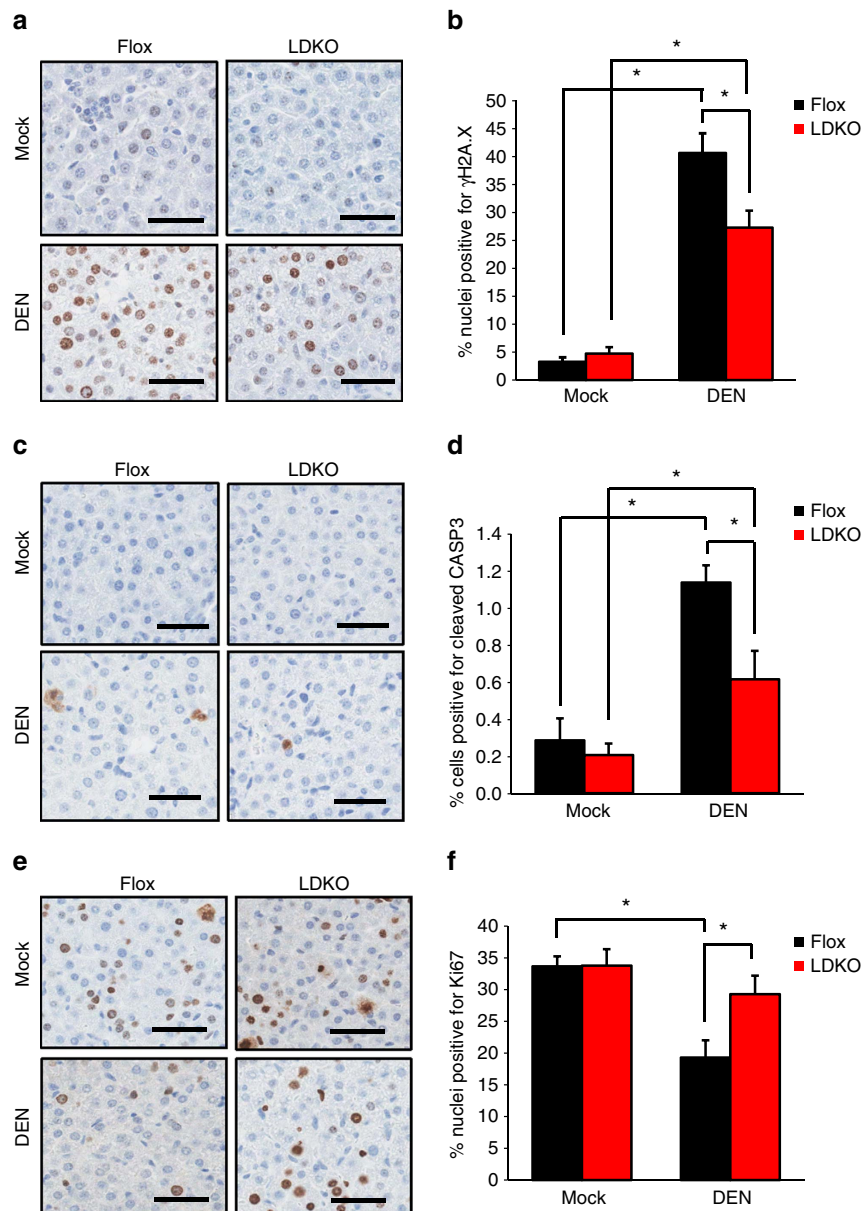 a
Flox
LDKO
Mock
DEN
b
*
*
*
50
45
40
35
30
25
20
15
10
5
0
% nuclei positive for γH2A.X
Mock
DEN
Flox
LDKO
c
Flox
LDKO
Mock
DEN
d
*
*
*
1.4
1.2
1.0
0.8
0.6
0.4
0.2
0.0
% cells positive for cleaved CASP3
Mock
DEN
Flox
LDKO
e
Flox
LDKO
Mock
DEN
f
*
*
40
35
30
25
20
15
10
5
0
% nuclei positive for Ki67
Mock
DEN
Flox
LDKO